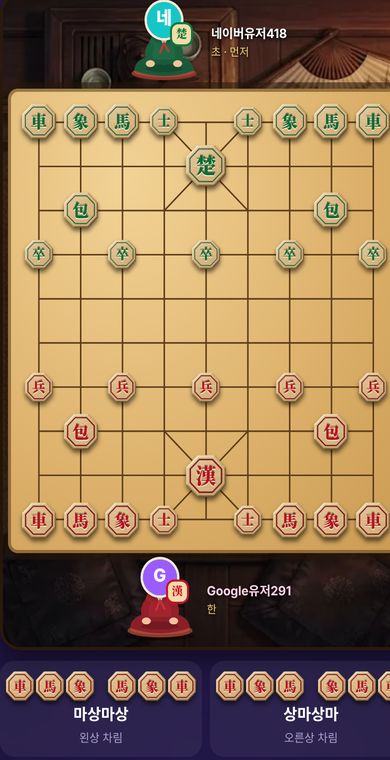 네
楚
네이버유저418
초 · 먼저
車 象 馬 士 士 象 馬 車
楚
包 包
卒 卒 卒 卒 卒
兵 兵 兵 兵 兵
包 包
漢
車 馬 象 士 士 馬 象 車
G
漢
Google유저291
한
車 馬 象 馬 象 車
마상마상
왼상 차림
車 象 馬 象 馬
상마상마
오른상 차림